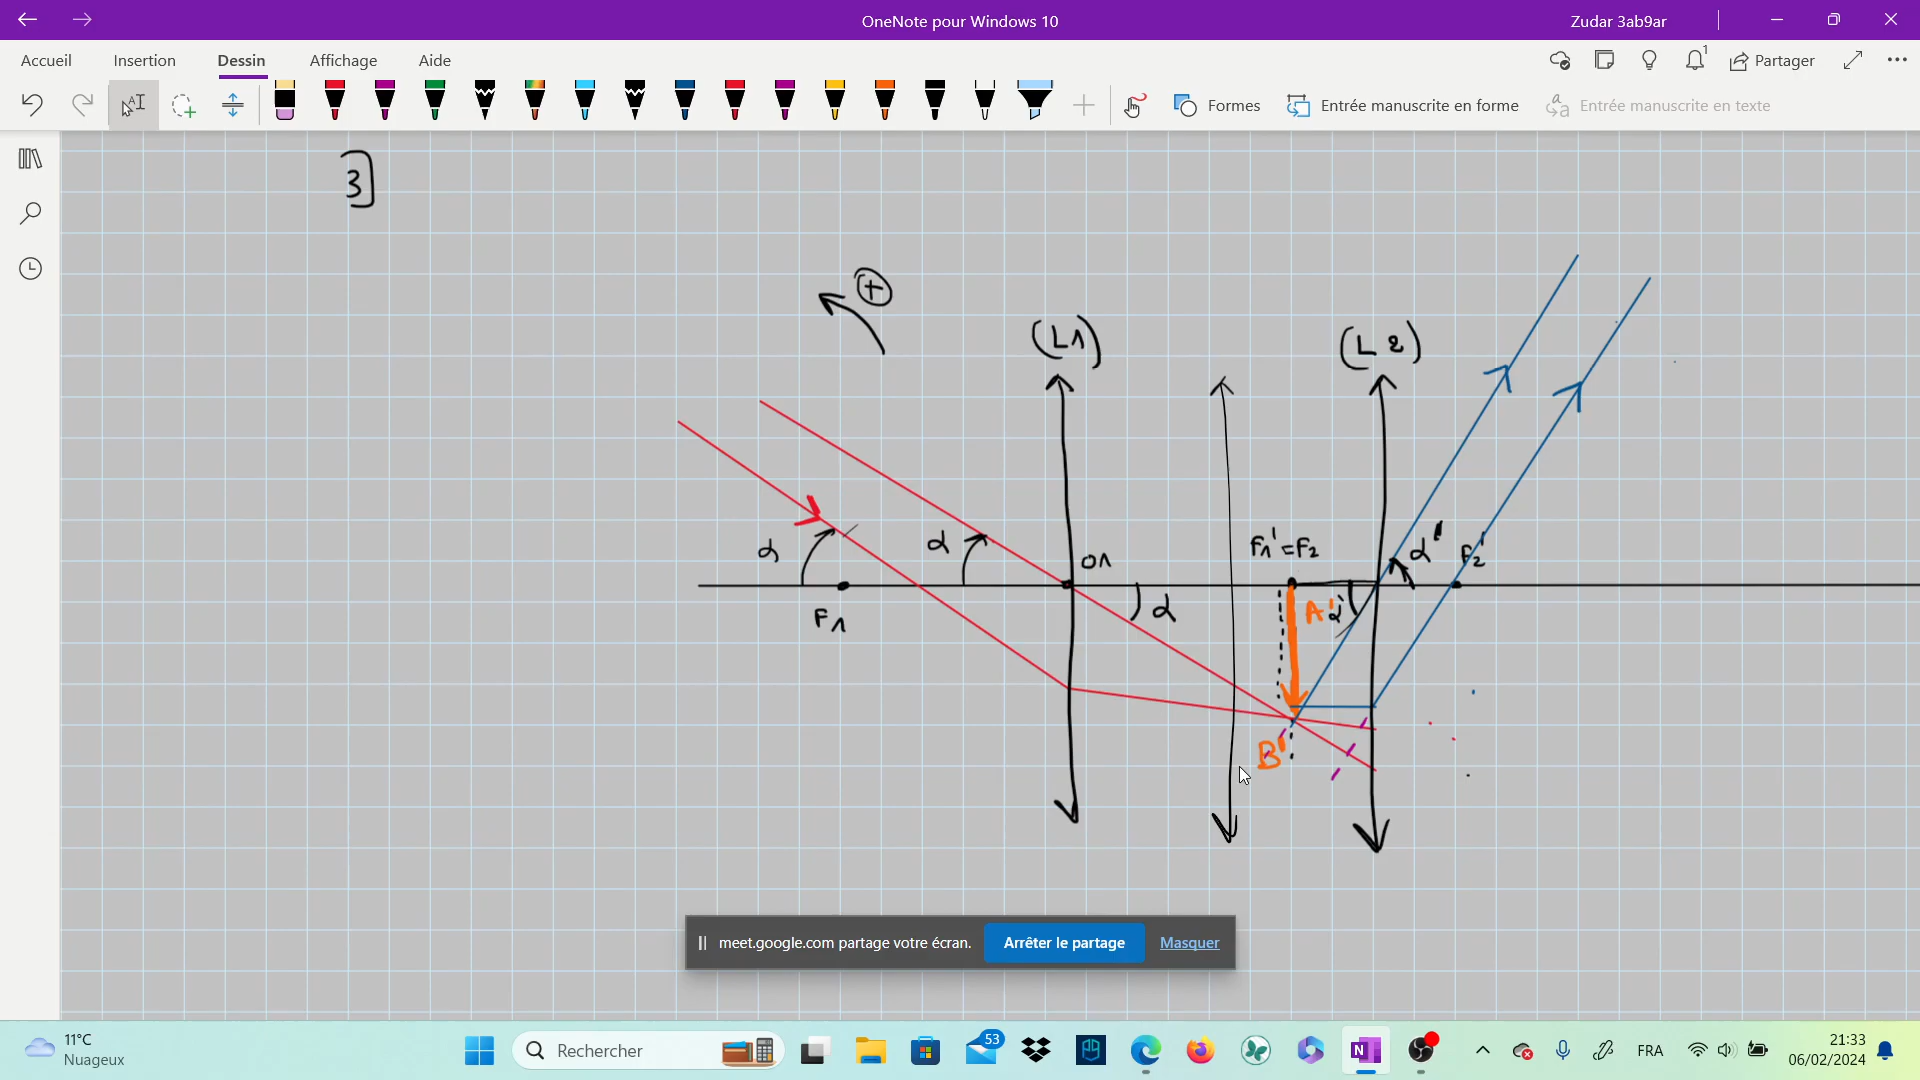 OneNote pour Windows 10
Zudar 3ab9ar
Accueil
Insertion
Dessin
Affichage
Aide
1
Partager
Formes
Entrée manuscrite en forme
Entrée manuscrite en texte
3]
+
(L1)
(L2)
α
α
O1
F1'=F2
α'
F2'
F1
α
A'
α'
B'
meet.google.com partage votre écran.
Arrêter le partage
Masquer
11°C
Nuageux
Rechercher
53
FRA
21:33
06/02/2024